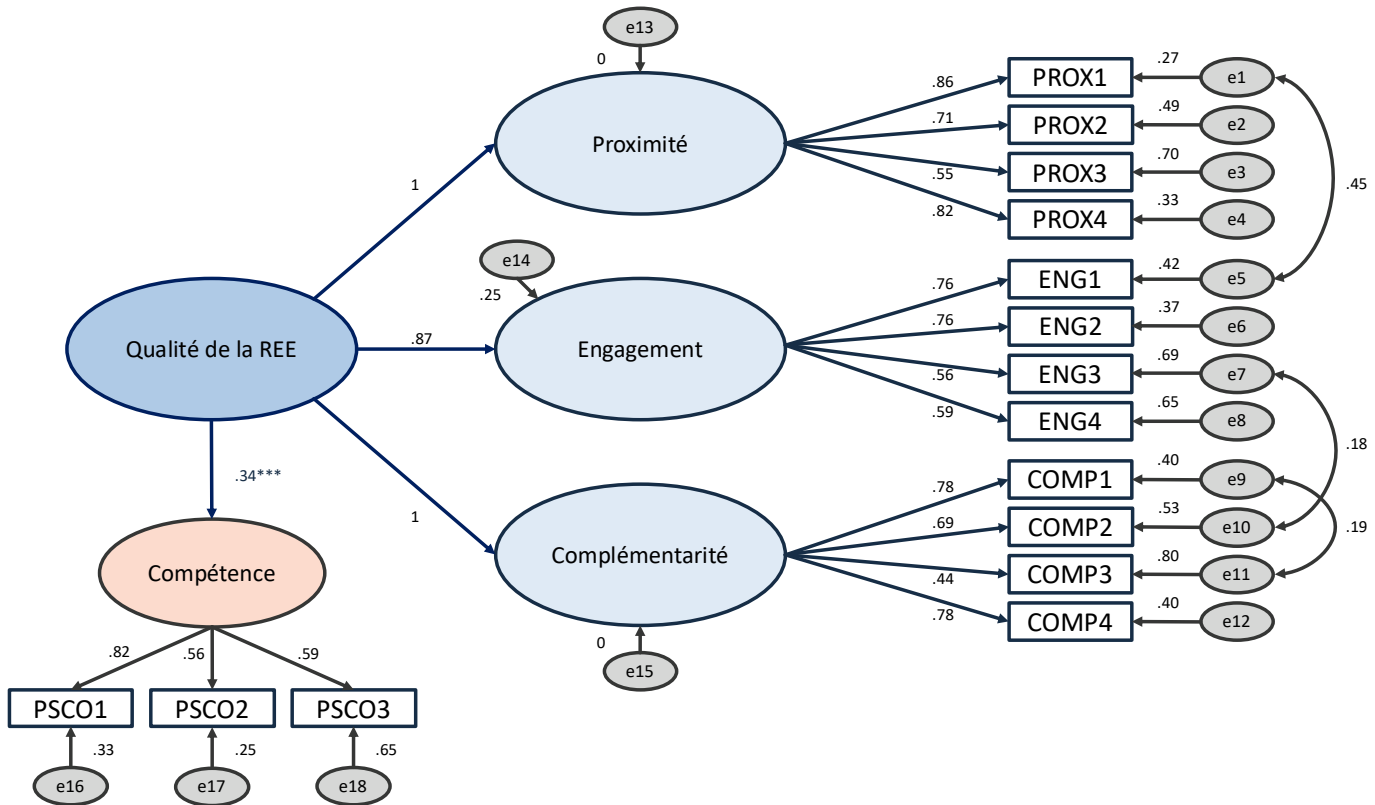 e13
0
Proximité
.86
.71
.55
.82
PROX1
PROX2
PROX3
PROX4
.27
.49
.70
.33
e1
e2
e3
e4
.45
1
e14
.25
Qualité de la REE
.87
Engagement
.76
.76
.56
.59
ENG1
ENG2
ENG3
ENG4
.42
.37
.69
.65
e5
e6
e7
e8
.18
.34***
1
Complémentarité
.78
.69
.44
.78
COMP1
COMP2
COMP3
COMP4
.40
.53
.80
.40
e9
e10
e11
e12
.19
0
e15
Compétence
.82
.56
.59
PSCO1
PSCO2
PSCO3
.33
.25
.65
e16
e17
e18